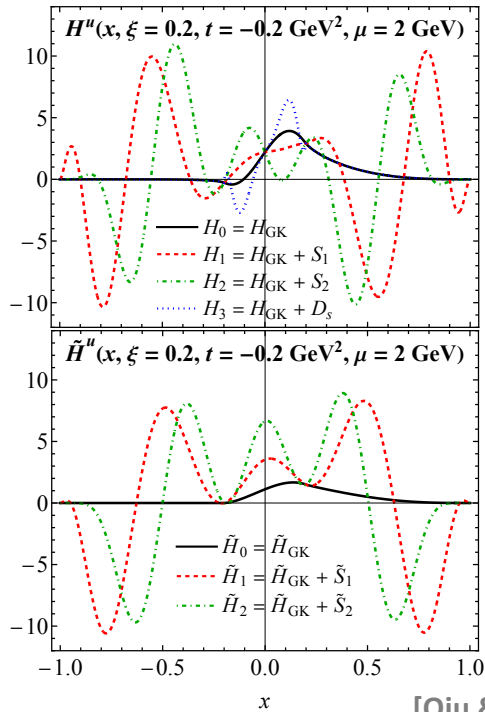 H^u(x, ξ = 0.2, t = −0.2 GeV², μ = 2 GeV)
10
5
0
−5
−10
H₀ = H_GK
H₁ = H_GK + S₁
H₂ = H_GK + S₂
H₃ = H_GK + D_s
H̃^u(x, ξ = 0.2, t = −0.2 GeV², μ = 2 GeV)
10
5
0
−5
−10
H̃₀ = H̃_GK
H̃₁ = H̃_GK + S̃₁
H̃₂ = H̃_GK + S̃₂
−1.0 −0.5 0.0 0.5 1.0
x
[Qiu &